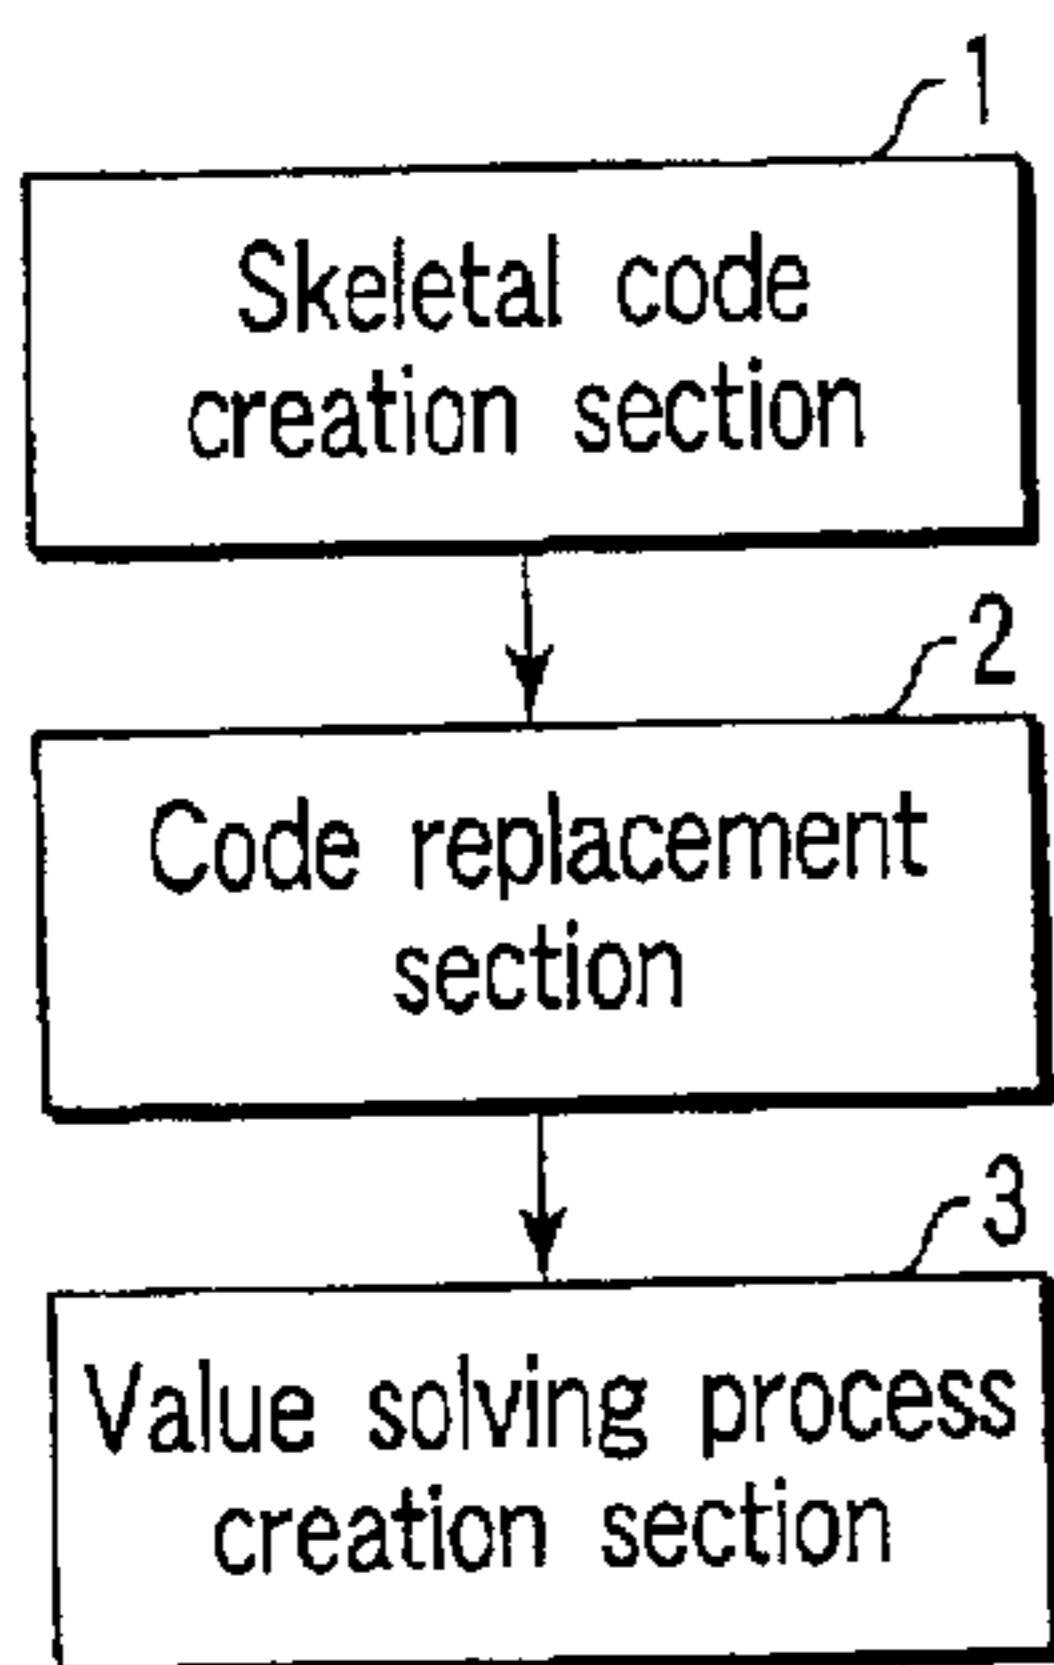 1
Skeletal code
creation section
2
Code replacement
section
3
Value solving process
creation section